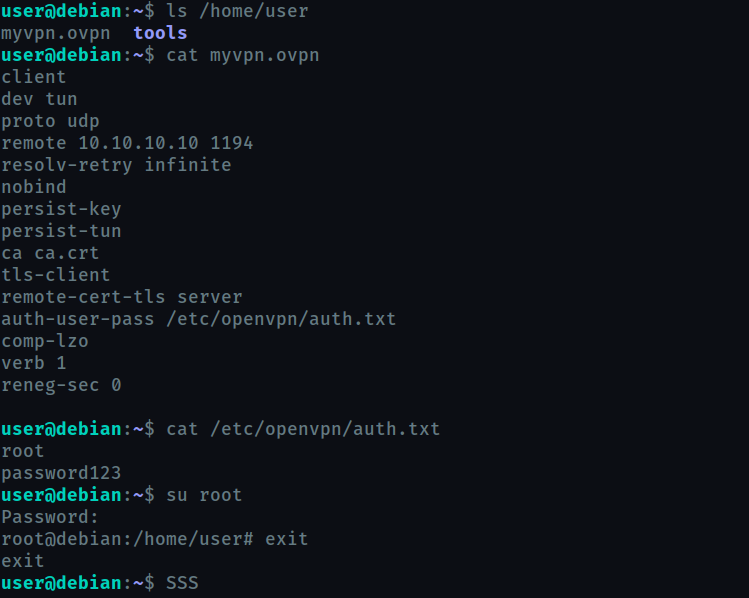 user@debian:~$ ls /home/user
myvpn.ovpn  tools
user@debian:~$ cat myvpn.ovpn
client
dev tun
proto udp
remote 10.10.10.10 1194
resolv-retry infinite
nobind
persist-key
persist-tun
ca ca.crt
tls-client
remote-cert-tls server
auth-user-pass /etc/openvpn/auth.txt
comp-lzo
verb 1
reneg-sec 0
user@debian:~$ cat /etc/openvpn/auth.txt
root
password123
user@debian:~$ su root
Password:
root@debian:/home/user# exit
exit
user@debian:~$ SSS